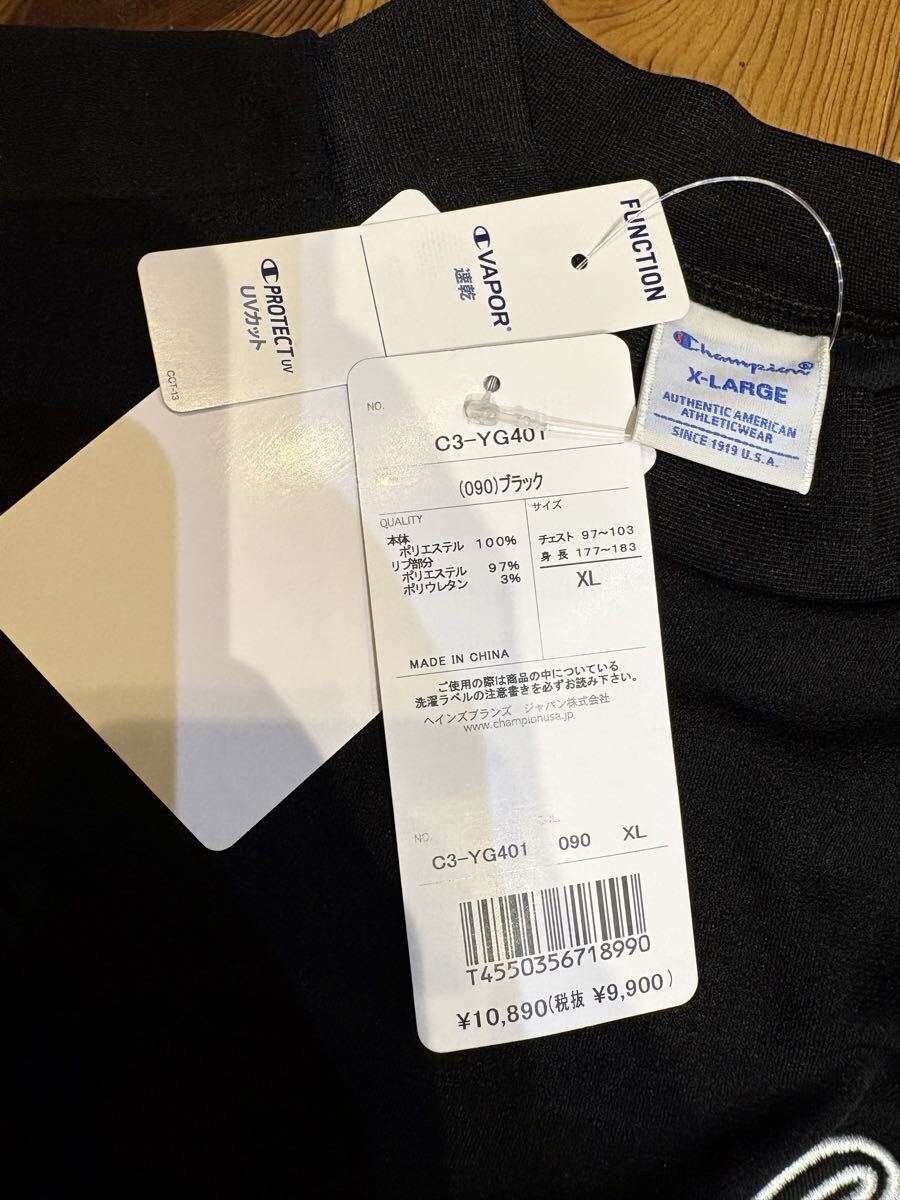 FUNCTION
VAPOR®
速乾
PROTECT UV
UVカット
CCT-13
Champion®
X-LARGE
AUTHENTIC AMERICAN
ATHLETICWEAR
SINCE 1919 U.S.A.
NO.
C3-YG401
(090)ブラック
QUALITY
本体
ポリエステル 100%
リブ部分
ポリエステル 97%
ポリウレタン 3%
サイズ
チェスト 97～103
身長 177～183
XL
MADE IN CHINA
ご使用の際は商品の中についている
洗濯ラベルの注意書きを必ずお読み下さい。
ヘインズブランズ ジャパン株式会社
www.championusa.jp
NO.
COL.
C3-YG401 090 XL
T4550356718990
¥10,890(税抜 ¥9,900)